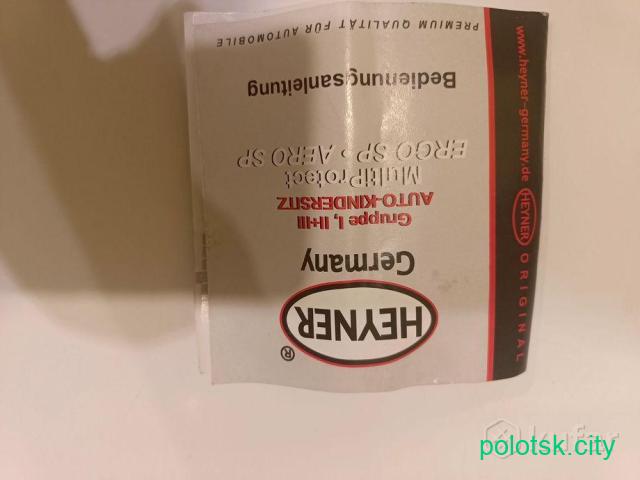 HEYNER
®
Germany
Gruppe I, II+III
AUTO-KINDERSITZ
MultiProtect
ERGO SP - AERO SP
Bedienungsanleitung
PREMIUM QUALITÄT FÜR AUTOMOBILE
www.heyner-germany.de HEYNER ORIGINAL
kufar
polotsk.city